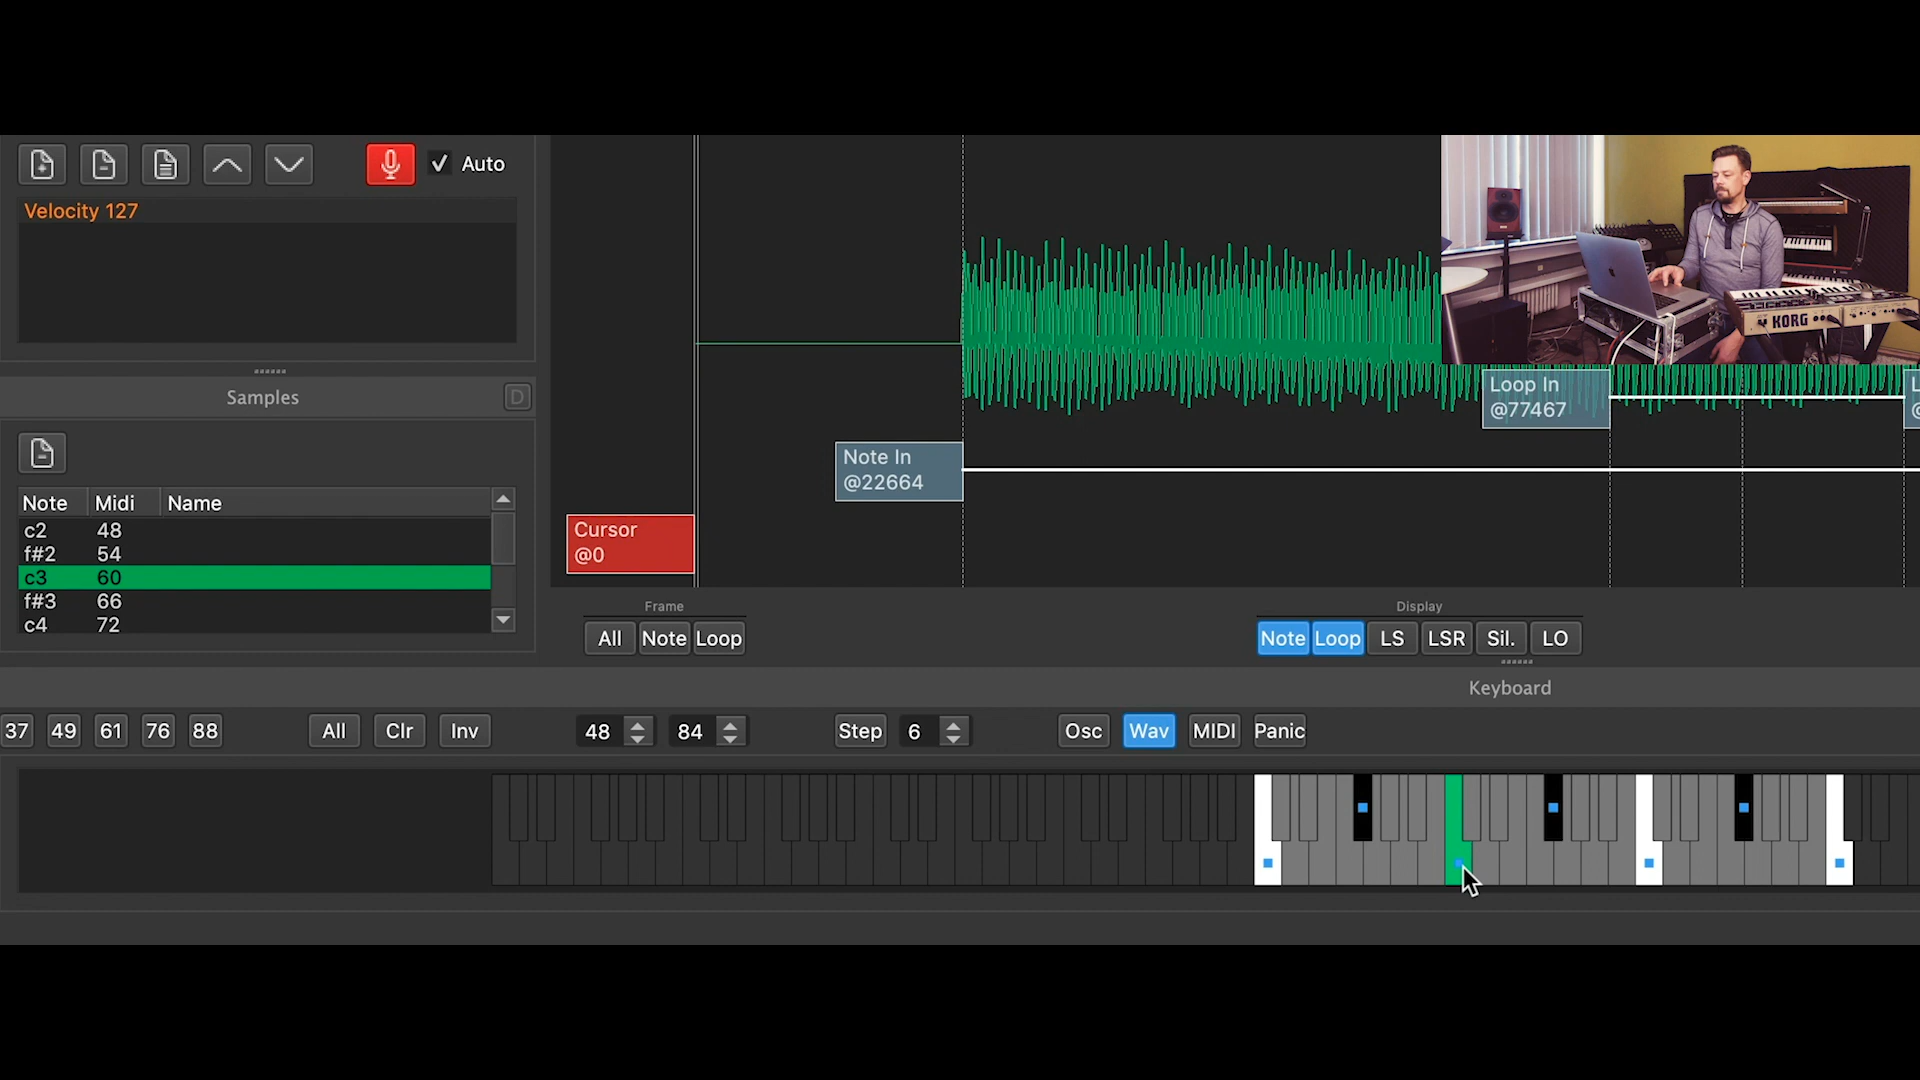 Auto
Velocity 127
Samples
D
Note Midi Name
c2 48
f#2 54
c3 60
f#3 66
c4 72
KORG
Loop In
@77467
L
@
Note In
@22664
Cursor
@0
Frame
All Note Loop
Display
Note Loop LS LSR Sil. LO
Keyboard
37 49 61 76 88 All Clr Inv 48 84 Step 6 Osc Wav MIDI Panic